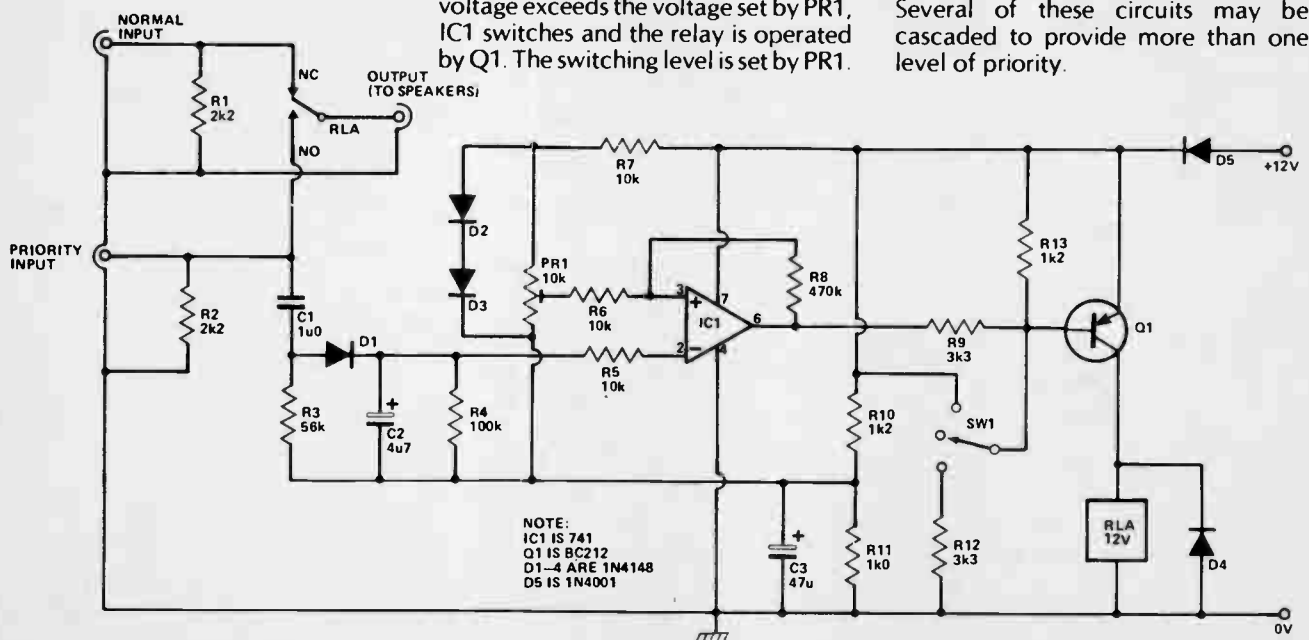 voltage exceeds the voltage set by PR1,
IC1 switches and the relay is operated
by Q1. The switching level is set by PR1.
Several of these circuits may be
cascaded to provide more than one
level of priority.
NORMAL
INPUT
R1
2k2
NC
OUTPUT
(TO SPEAKERS)
RLA
NO
PRIORITY
INPUT
R2
2k2
C1
1u0
D1
R3
56k
+
C2
4u7
R4
100k
D2
D3
R7
10k
PR1
10k
R6
10k
R5
10k
3
+
7
IC1
6
2
–
4
R8
470k
R9
3k3
R10
1k2
SW1
R13
1k2
Q1
D5
+12V
R11
1k0
+
C3
47u
R12
3k3
RLA
12V
D4
0V
NOTE:
IC1 IS 741
Q1 IS BC212
D1–4 ARE 1N4148
D5 IS 1N4001